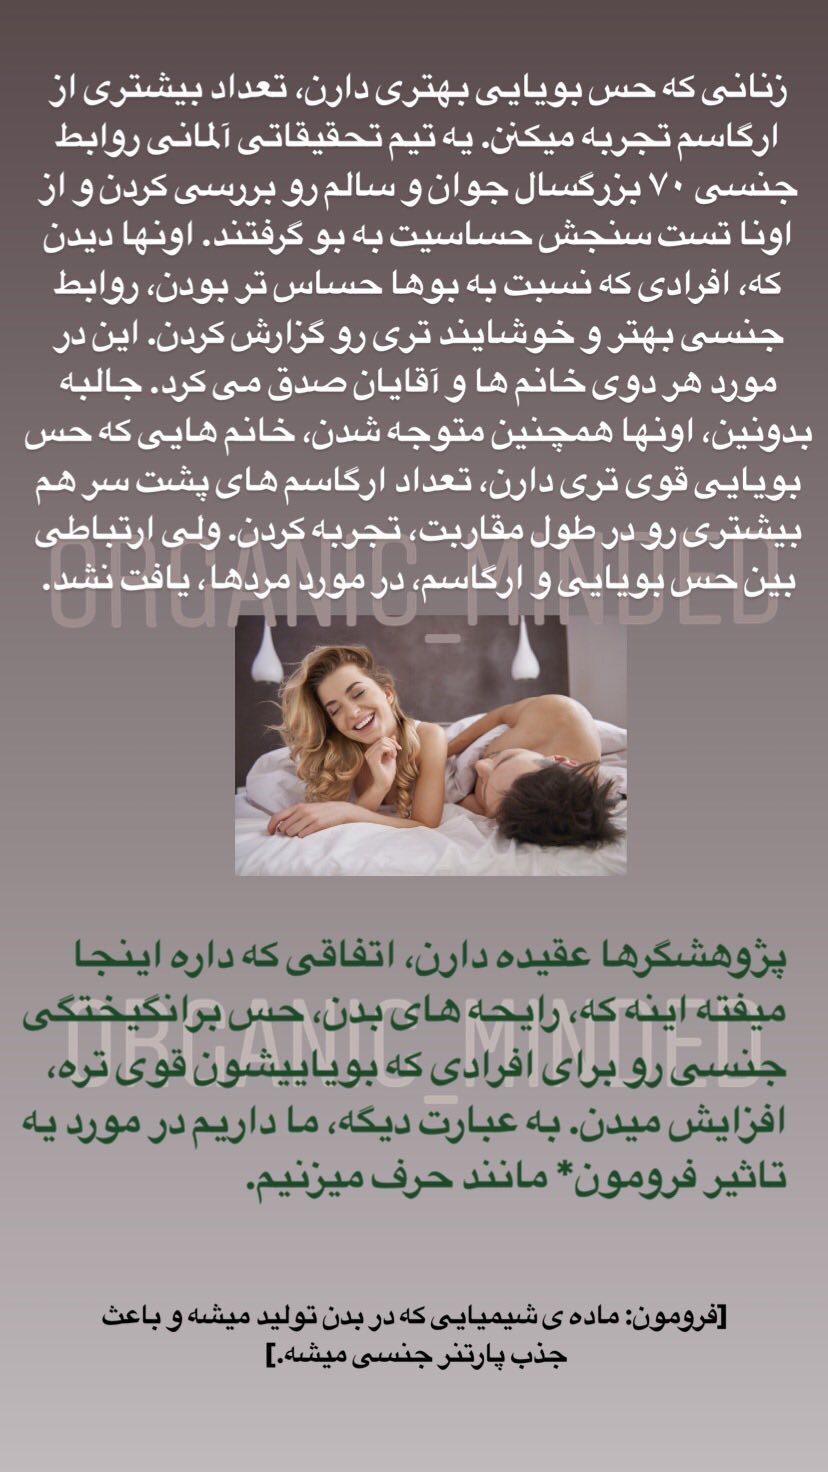 زنانی که حس بویایی بهتری دارن، تعداد بیشتری از
ارگاسم تجربه میکنن. یه تیم تحقیقاتی آلمانی روابط
جنسی ۷۰ بزرگسال جوان و سالم رو بررسی کردن و از
اونا تست سنجش حساسیت به بو گرفتند. اونها دیدن
که، افرادی که نسبت به بوها حساس تر بودن، روابط
جنسی بهتر و خوشایند تری رو گزارش کردن. این در
مورد هر دوی خانم ها و آقایان صدق می کرد. جالبه
بدونین، اونها همچنین متوجه شدن، خانم هایی که حس
بویایی قوی تری دارن، تعداد ارگاسم های پشت سر هم
بیشتری رو در طول مقاربت، تجربه کردن. ولی ارتباطی
بین حس بویایی و ارگاسم، در مورد مردها، یافت نشد.
ORGANIC_MINDED
پژوهشگرها عقیده دارن، اتفاقی که داره اینجا
میفته اینه که، رایحه های بدن، حس برانگیختگی
جنسی رو برای افرادی که بویاییشون قوی تره،
افزایش میدن. به عبارت دیگه، ما داریم در مورد یه
تاثیر فرومون* مانند حرف میزنیم.
ORGANIC_MINDED
[فرومون: ماده ی شیمیایی که در بدن تولید میشه و باعث
جذب پارتنر جنسی میشه.]